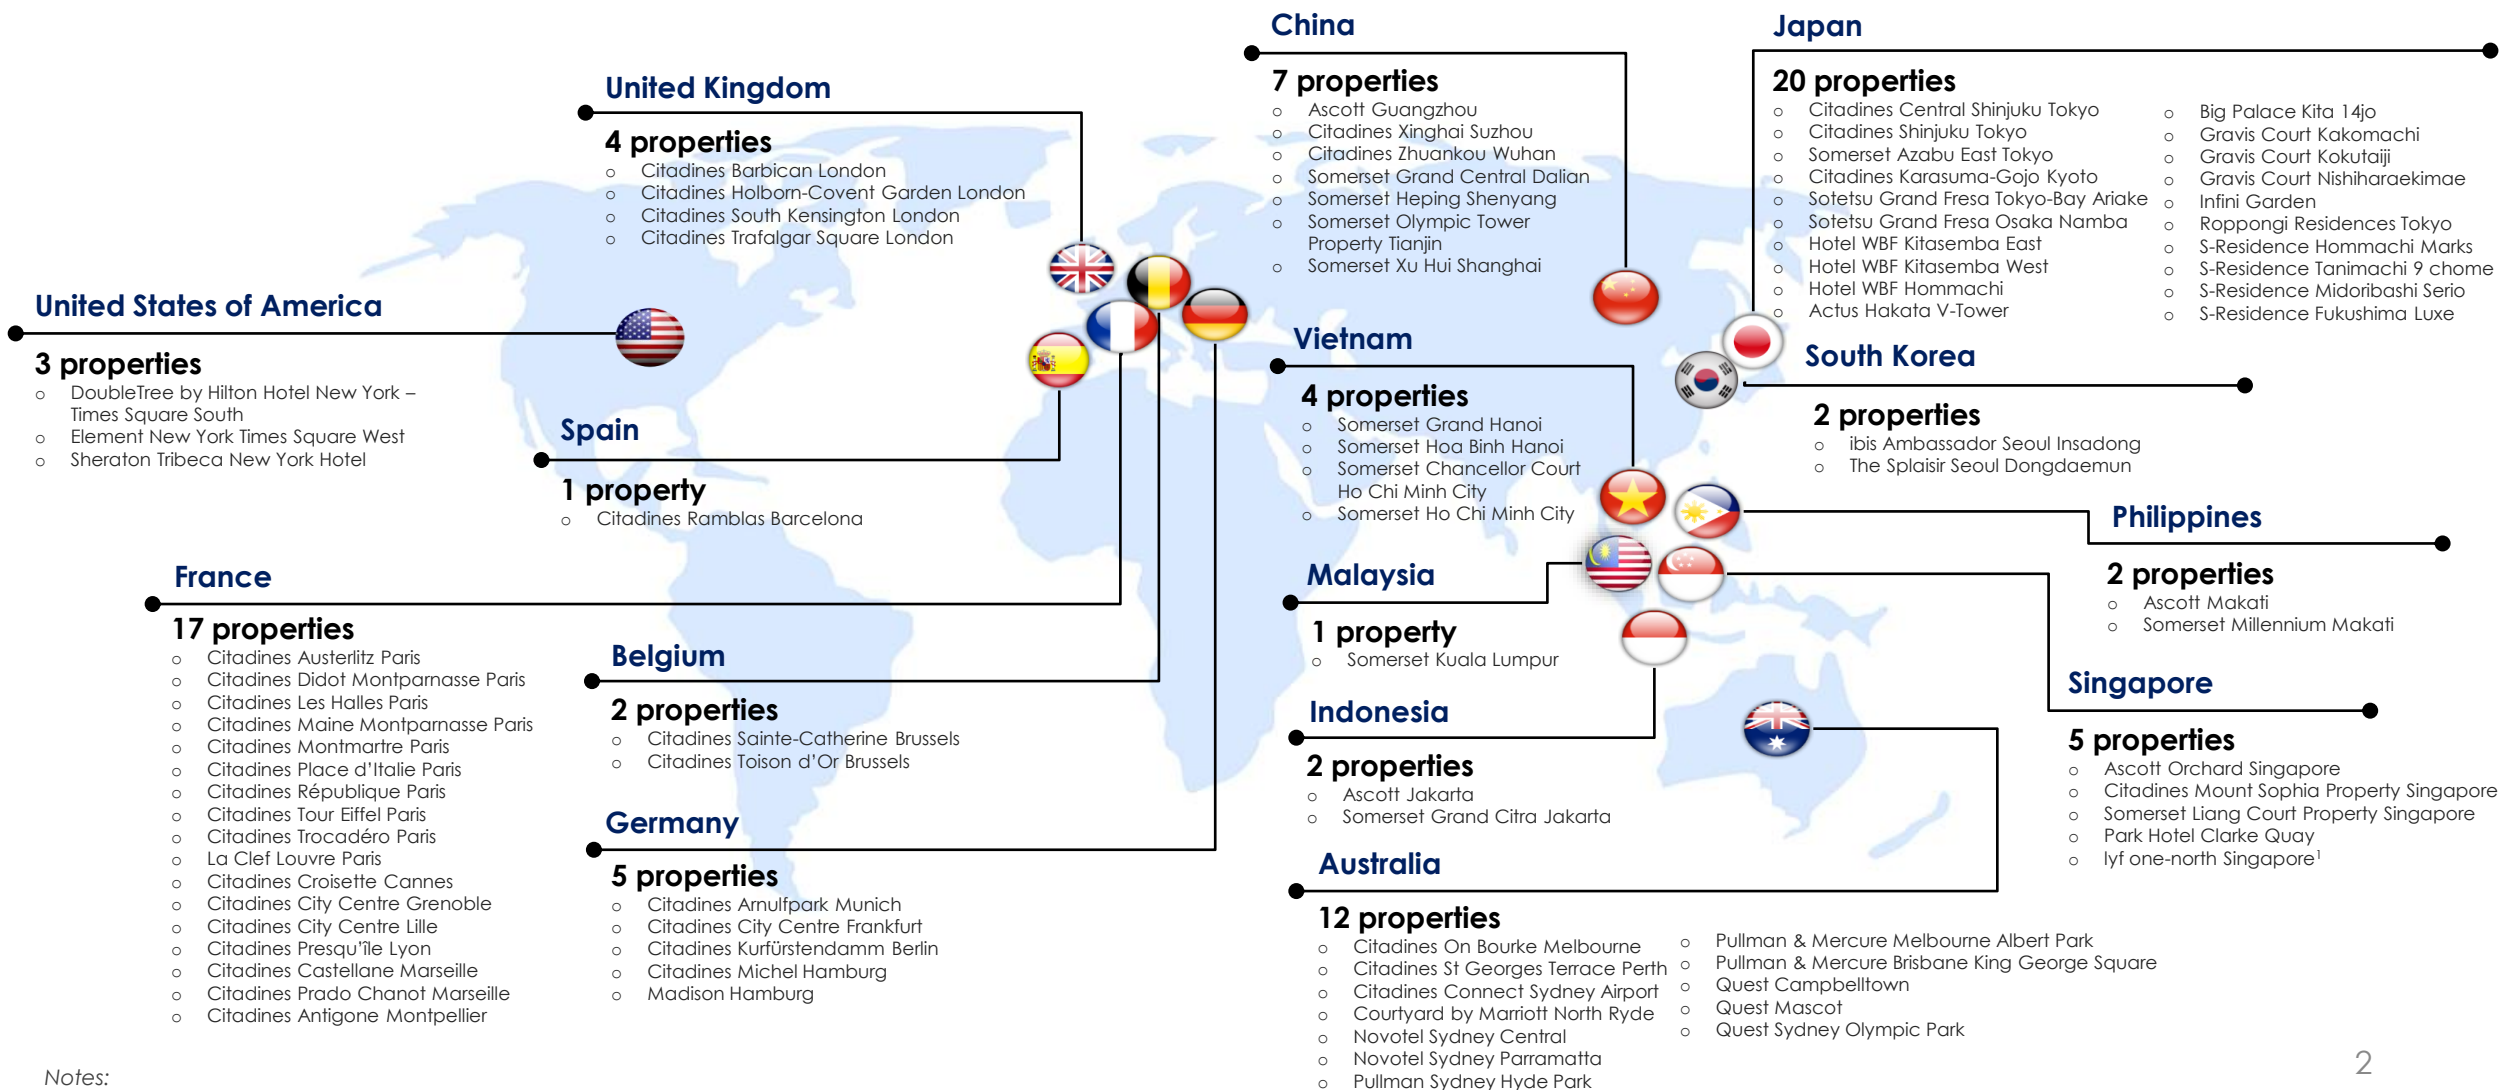 United States of America
3 properties
○ DoubleTree by Hilton Hotel New York –
Times Square South
○ Element New York Times Square West
○ Sheraton Tribeca New York Hotel
United Kingdom
4 properties
○ Citadines Barbican London
○ Citadines Holborn-Covent Garden London
○ Citadines South Kensington London
○ Citadines Trafalgar Square London
Spain
1 property
○ Citadines Ramblas Barcelona
France
17 properties
○ Citadines Austerlitz Paris
○ Citadines Didot Montparnasse Paris
○ Citadines Les Halles Paris
○ Citadines Maine Montparnasse Paris
○ Citadines Montmartre Paris
○ Citadines Place d'Italie Paris
○ Citadines République Paris
○ Citadines Tour Eiffel Paris
○ Citadines Trocadéro Paris
○ La Clef Louvre Paris
○ Citadines Croisette Cannes
○ Citadines City Centre Grenoble
○ Citadines City Centre Lille
○ Citadines Presqu'île Lyon
○ Citadines Castellane Marseille
○ Citadines Prado Chanot Marseille
○ Citadines Antigone Montpellier
Belgium
2 properties
○ Citadines Sainte-Catherine Brussels
○ Citadines Toison d'Or Brussels
Germany
5 properties
○ Citadines Arnulfpark Munich
○ Citadines City Centre Frankfurt
○ Citadines Kurfürstendamm Berlin
○ Citadines Michel Hamburg
○ Madison Hamburg
China
7 properties
○ Ascott Guangzhou
○ Citadines Xinghai Suzhou
○ Citadines Zhuankou Wuhan
○ Somerset Grand Central Dalian
○ Somerset Heping Shenyang
○ Somerset Olympic Tower
Property Tianjin
○ Somerset Xu Hui Shanghai
Japan
20 properties
○ Citadines Central Shinjuku Tokyo
○ Citadines Shinjuku Tokyo
○ Somerset Azabu East Tokyo
○ Citadines Karasuma-Gojo Kyoto
○ Sotetsu Grand Fresa Tokyo-Bay Ariake
○ Sotetsu Grand Fresa Osaka Namba
○ Hotel WBF Kitasemba East
○ Hotel WBF Kitasemba West
○ Hotel WBF Hommachi
○ Actus Hakata V-Tower
○ Big Palace Kita 14jo
○ Gravis Court Kakomachi
○ Gravis Court Kokutaiji
○ Gravis Court Nishiharaekimae
○ Infini Garden
○ Roppongi Residences Tokyo
○ S-Residence Hommachi Marks
○ S-Residence Tanimachi 9 chome
○ S-Residence Midoribashi Serio
○ S-Residence Fukushima Luxe
Vietnam
4 properties
○ Somerset Grand Hanoi
○ Somerset Hoa Binh Hanoi
○ Somerset Chancellor Court
Ho Chi Minh City
○ Somerset Ho Chi Minh City
South Korea
2 properties
○ ibis Ambassador Seoul Insadong
○ The Splaisir Seoul Dongdaemun
Philippines
2 properties
○ Ascott Makati
○ Somerset Millennium Makati
Malaysia
1 property
○ Somerset Kuala Lumpur
Indonesia
2 properties
○ Ascott Jakarta
○ Somerset Grand Citra Jakarta
Singapore
5 properties
○ Ascott Orchard Singapore
○ Citadines Mount Sophia Property Singapore
○ Somerset Liang Court Property Singapore
○ Park Hotel Clarke Quay
○ lyf one-north Singapore¹
Australia
12 properties
○ Citadines On Bourke Melbourne
○ Citadines St Georges Terrace Perth
○ Citadines Connect Sydney Airport
○ Courtyard by Marriott North Ryde
○ Novotel Sydney Central
○ Novotel Sydney Parramatta
○ Pullman Sydney Hyde Park
○ Pullman & Mercure Melbourne Albert Park
○ Pullman & Mercure Brisbane King George Square
○ Quest Campbelltown
○ Quest Mascot
○ Quest Sydney Olympic Park
Notes:
2